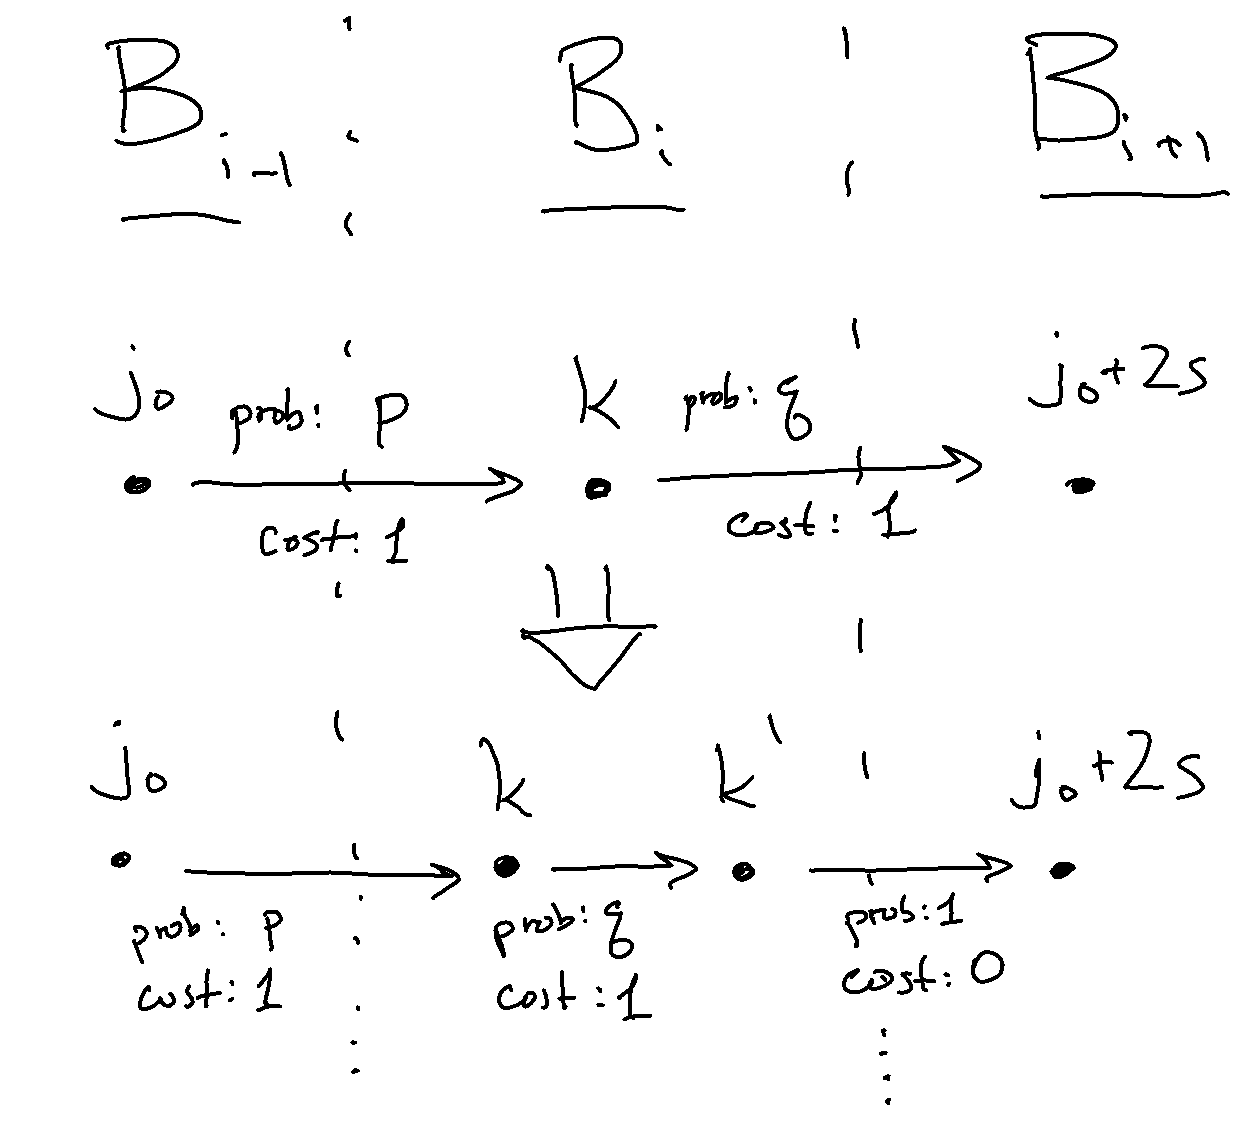 B_{i-1} B_i B_{i+1}
j_0 k j_0+2s
prob: p prob: q
cost: 1 cost: 1
j_0 k k' j_0+2s
prob: p prob: q prob: 1
cost: 1 cost: 1 cost: 0